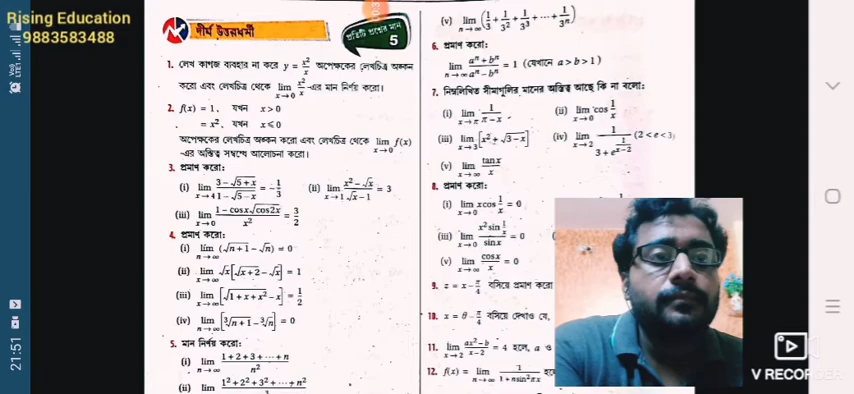 Rising Education
9883583488
দীর্ঘ উত্তরধর্মী
প্রতিটি প্রশ্নের মান
5
1. লেখ কাগজ ব্যবহার না করে y = x²/x অপেক্ষকের লেখচিত্র অঙ্কন
করো এবং লেখচিত্র থেকে lim x→0 x²/x -এর মান নির্ণয় করো।
2. f(x) = 1, যখন x > 0
= x², যখন x ⩽ 0
অপেক্ষকের লেখচিত্র অঙ্কন করো এবং লেখচিত্র থেকে lim x→0 f(x)
-এর অস্তিত্ব সম্বন্ধে আলোচনা করো।
3. প্রমাণ করো:
(i) lim x→4 (3 − √(5+x))/(1 − √(5−x)) = −1/3 (ii) lim x→1 (x² − √x)/(√x − 1) = 3
(iii) lim x→0 (1 − cosx√cos2x)/x² = 3/2
4. প্রমাণ করো:
(i) lim n→∞ (√(n+1) − √n) = 0
(ii) lim x→∞ √x[√(x+2) − √x] = 1
(iii) lim x→∞ [√(1+x+x²) − x] = 1/2
(iv) lim n→∞ [∛(n+1) − ∛n] = 0
5. মান নির্ণয় করো:
(i) lim n→∞ (1+2+3+⋯+n)/n²
(ii) lim n→∞ 1²+2²+3²+⋯+n²
(v) lim n→∞ (1/3 + 1/3² + 1/3³ + ⋯ + 1/3ⁿ)
6. প্রমাণ করো:
lim n→∞ (aⁿ + bⁿ)/(aⁿ − bⁿ) = 1 (যেখানে a > b > 1)
7. নিম্নলিখিত সীমাগুলির মানের অস্তিত্ব আছে কি না বলো:
(i) lim x→π 1/(π − x) (ii) lim x→0 cos 1/x
(iii) lim x→3 [x² + √(3−x)] (iv) lim x→2 1/(3 + e^(1/(x−2))) (2 < e < 3)
(v) lim x→∞ tanx/x
8. প্রমাণ করো:
(i) lim x→0 x cos 1/x = 0
(iii) lim x→0 (x² sin 1/x)/sinx = 0
(v) lim x→∞ cosx/x = 0
9. z = x − π/4 বসিয়ে প্রমাণ করো
10. x = θ − π/4 বসিয়ে দেখাও যে,
11. lim x→2 (ax² − b)/(x − 2) = 4 হলে, a ও
12. f(x) = lim n→∞ 1/(1 + n sin² πx)
21:51
V RECORDER